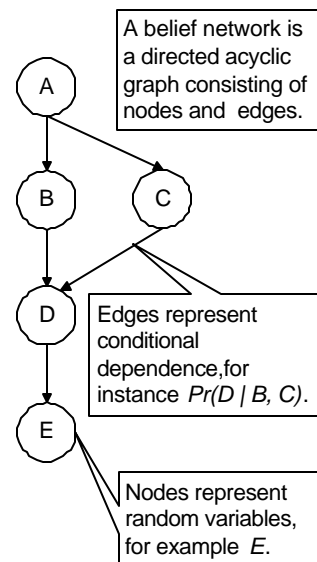 A belief network is
a directed acyclic
graph consisting of
nodes and edges.
A
B
C
D
Edges represent
conditional
dependence,for
instance Pr(D | B, C).
E
Nodes represent
random variables,
for example E.